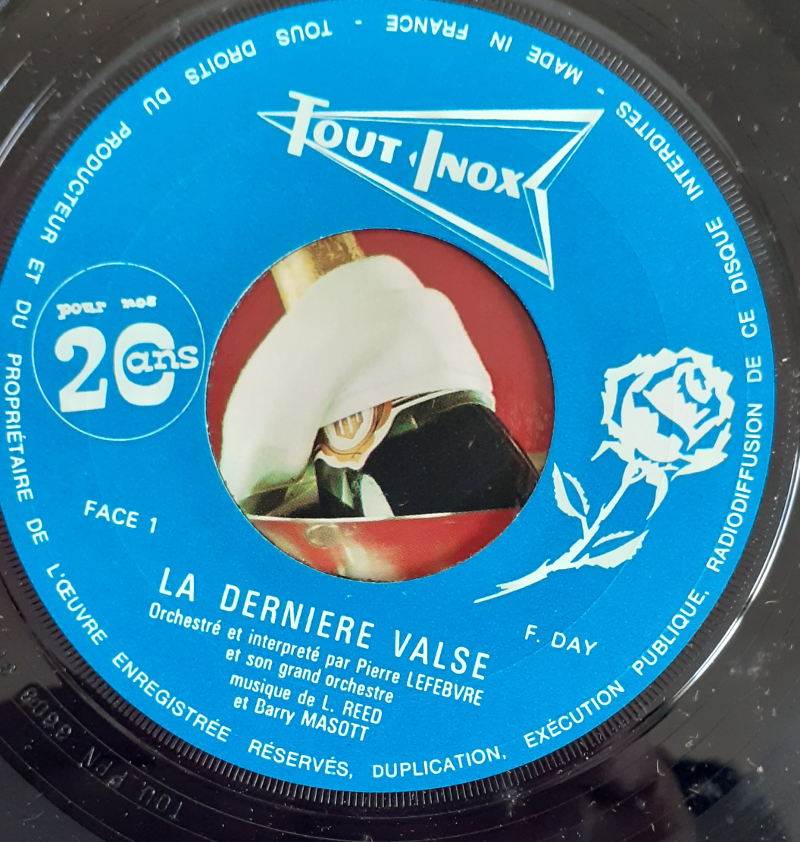 TOUT INOX
pour nos
20 ans
FACE 1
F. DAY
LA DERNIERE VALSE
Orchestré et interpreté par Pierre LEFEBVRE
et son grand orchestre
musique de L. REED
et Barry MASOTT
MADE IN FRANCE - TOUS DROITS DU PRODUCTEUR ET DU PROPRIÉTAIRE DE L'ŒUVRE ENREGISTRÉE RÉSERVÉS, DUPLICATION, EXÉCUTION PUBLIQUE, RADIODIFFUSION DE CE DISQUE INTERDITES -